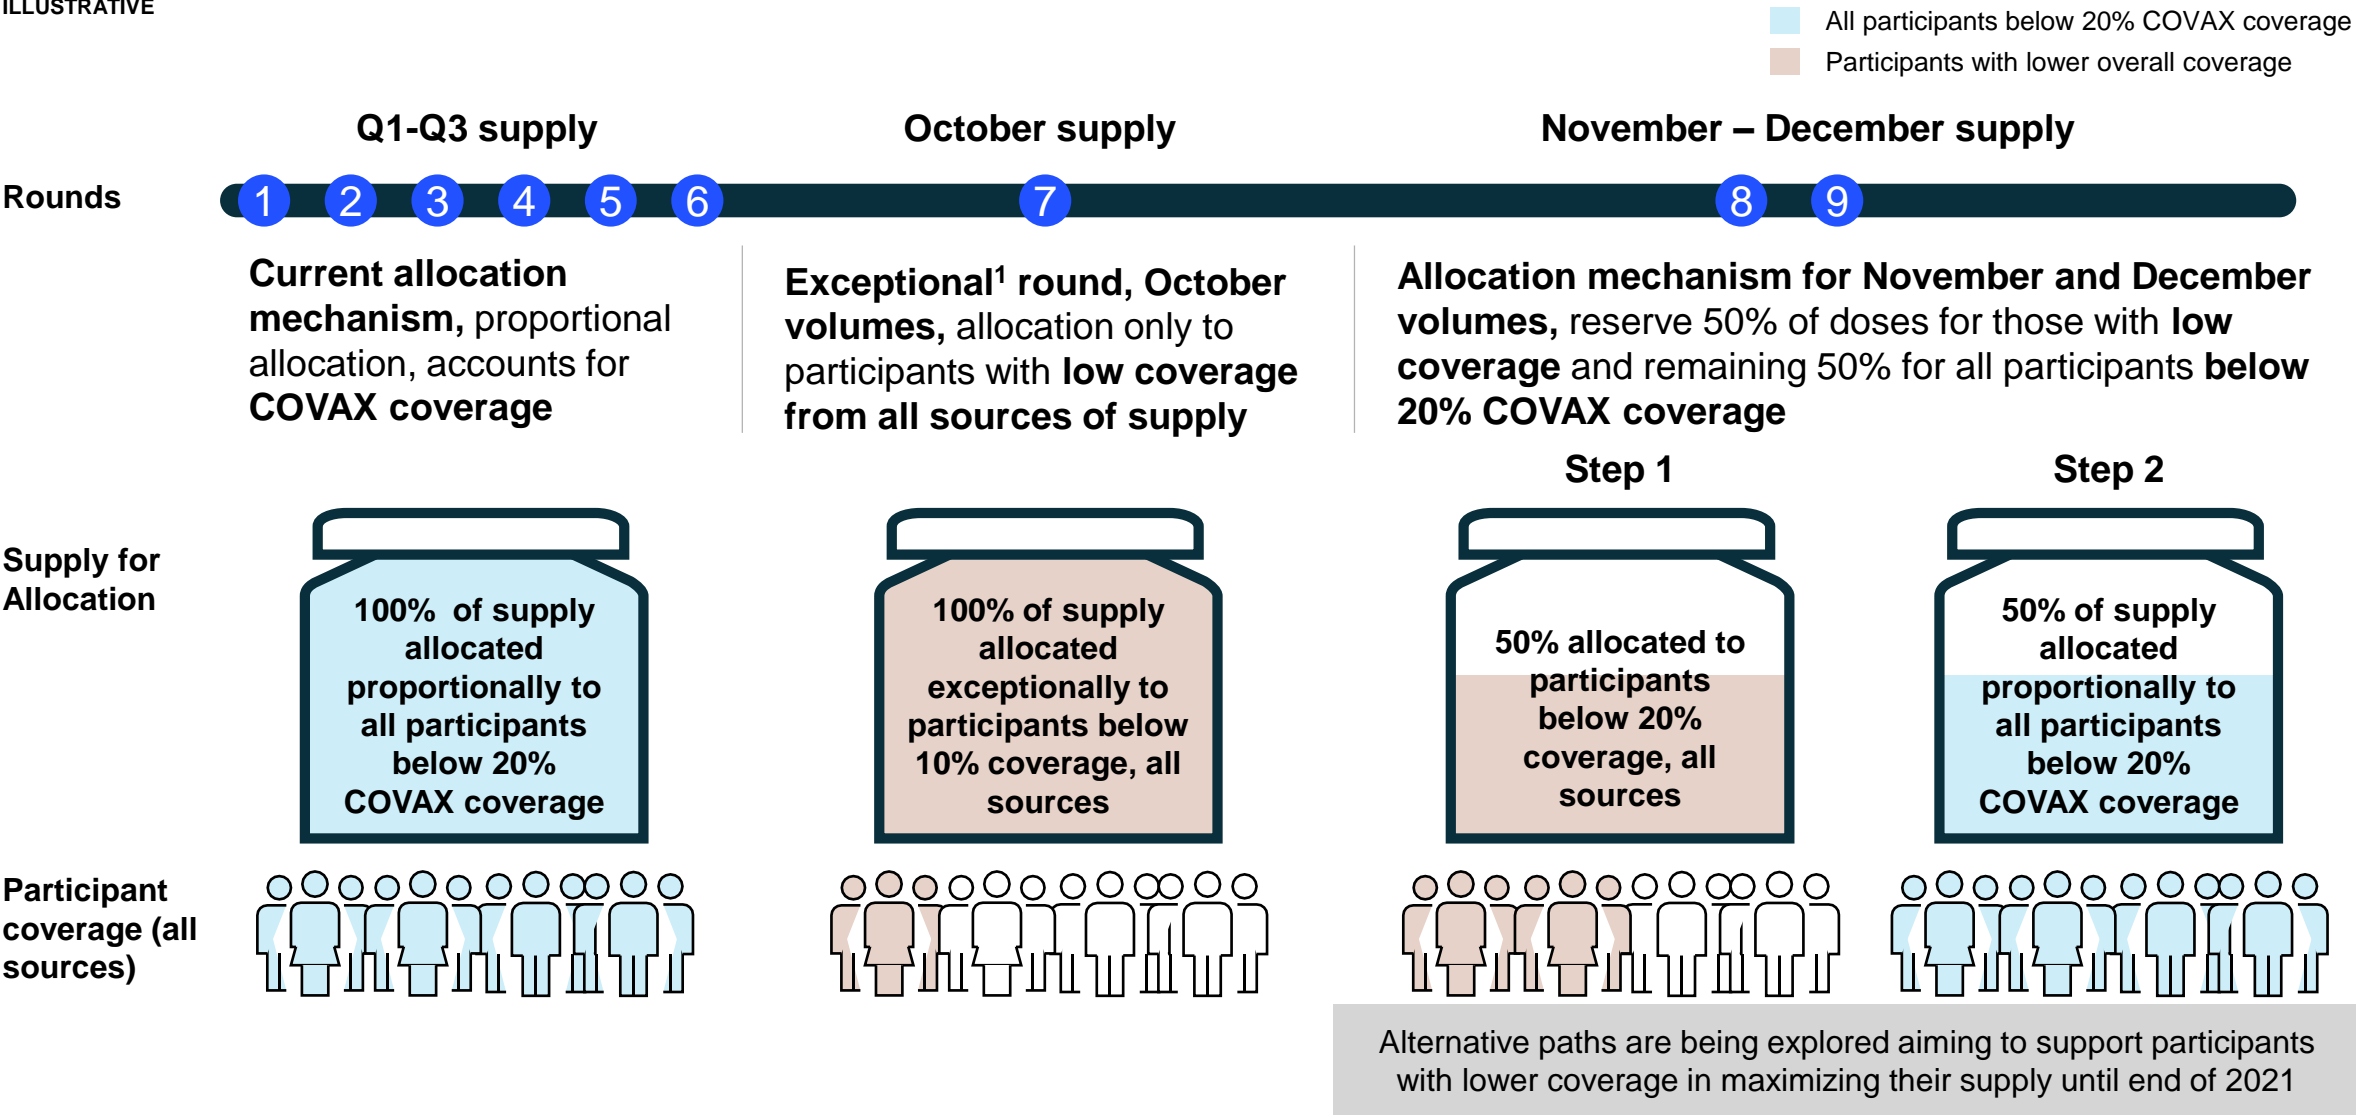 ILLUSTRATIVE
All participants below 20% COVAX coverage
Participants with lower overall coverage
Q1-Q3 supply
October supply
November – December supply
Rounds
1 2 3 4 5 6 7 8 9
Current allocation
mechanism, proportional
allocation, accounts for
COVAX coverage
Exceptional¹ round, October
volumes, allocation only to
participants with low coverage
from all sources of supply
Allocation mechanism for November and December
volumes, reserve 50% of doses for those with low
coverage and remaining 50% for all participants below
20% COVAX coverage
Step 1
Step 2
Supply for
Allocation
100% of supply
allocated
proportionally to
all participants
below 20%
COVAX coverage
100% of supply
allocated
exceptionally to
participants below
10% coverage, all
sources
50% allocated to
participants
below 20%
coverage, all
sources
50% of supply
allocated
proportionally to
all participants
below 20%
COVAX coverage
Participant
coverage (all
sources)
Alternative paths are being explored aiming to support participants
with lower coverage in maximizing their supply until end of 2021